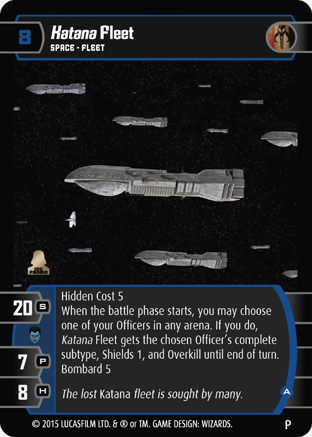 8
Katana Fleet
SPACE - FLEET
PROMO
20 S
7 P
8 H
Hidden Cost 5
When the battle phase starts, you may choose
one of your Officers in any arena. If you do,
Katana Fleet gets the chosen Officer's complete
subtype, Shields 1, and Overkill until end of turn.
Bombard 5
The lost Katana fleet is sought by many.
A
© 2015 LUCASFILM LTD. & ® or TM. GAME DESIGN: WIZARDS.
P